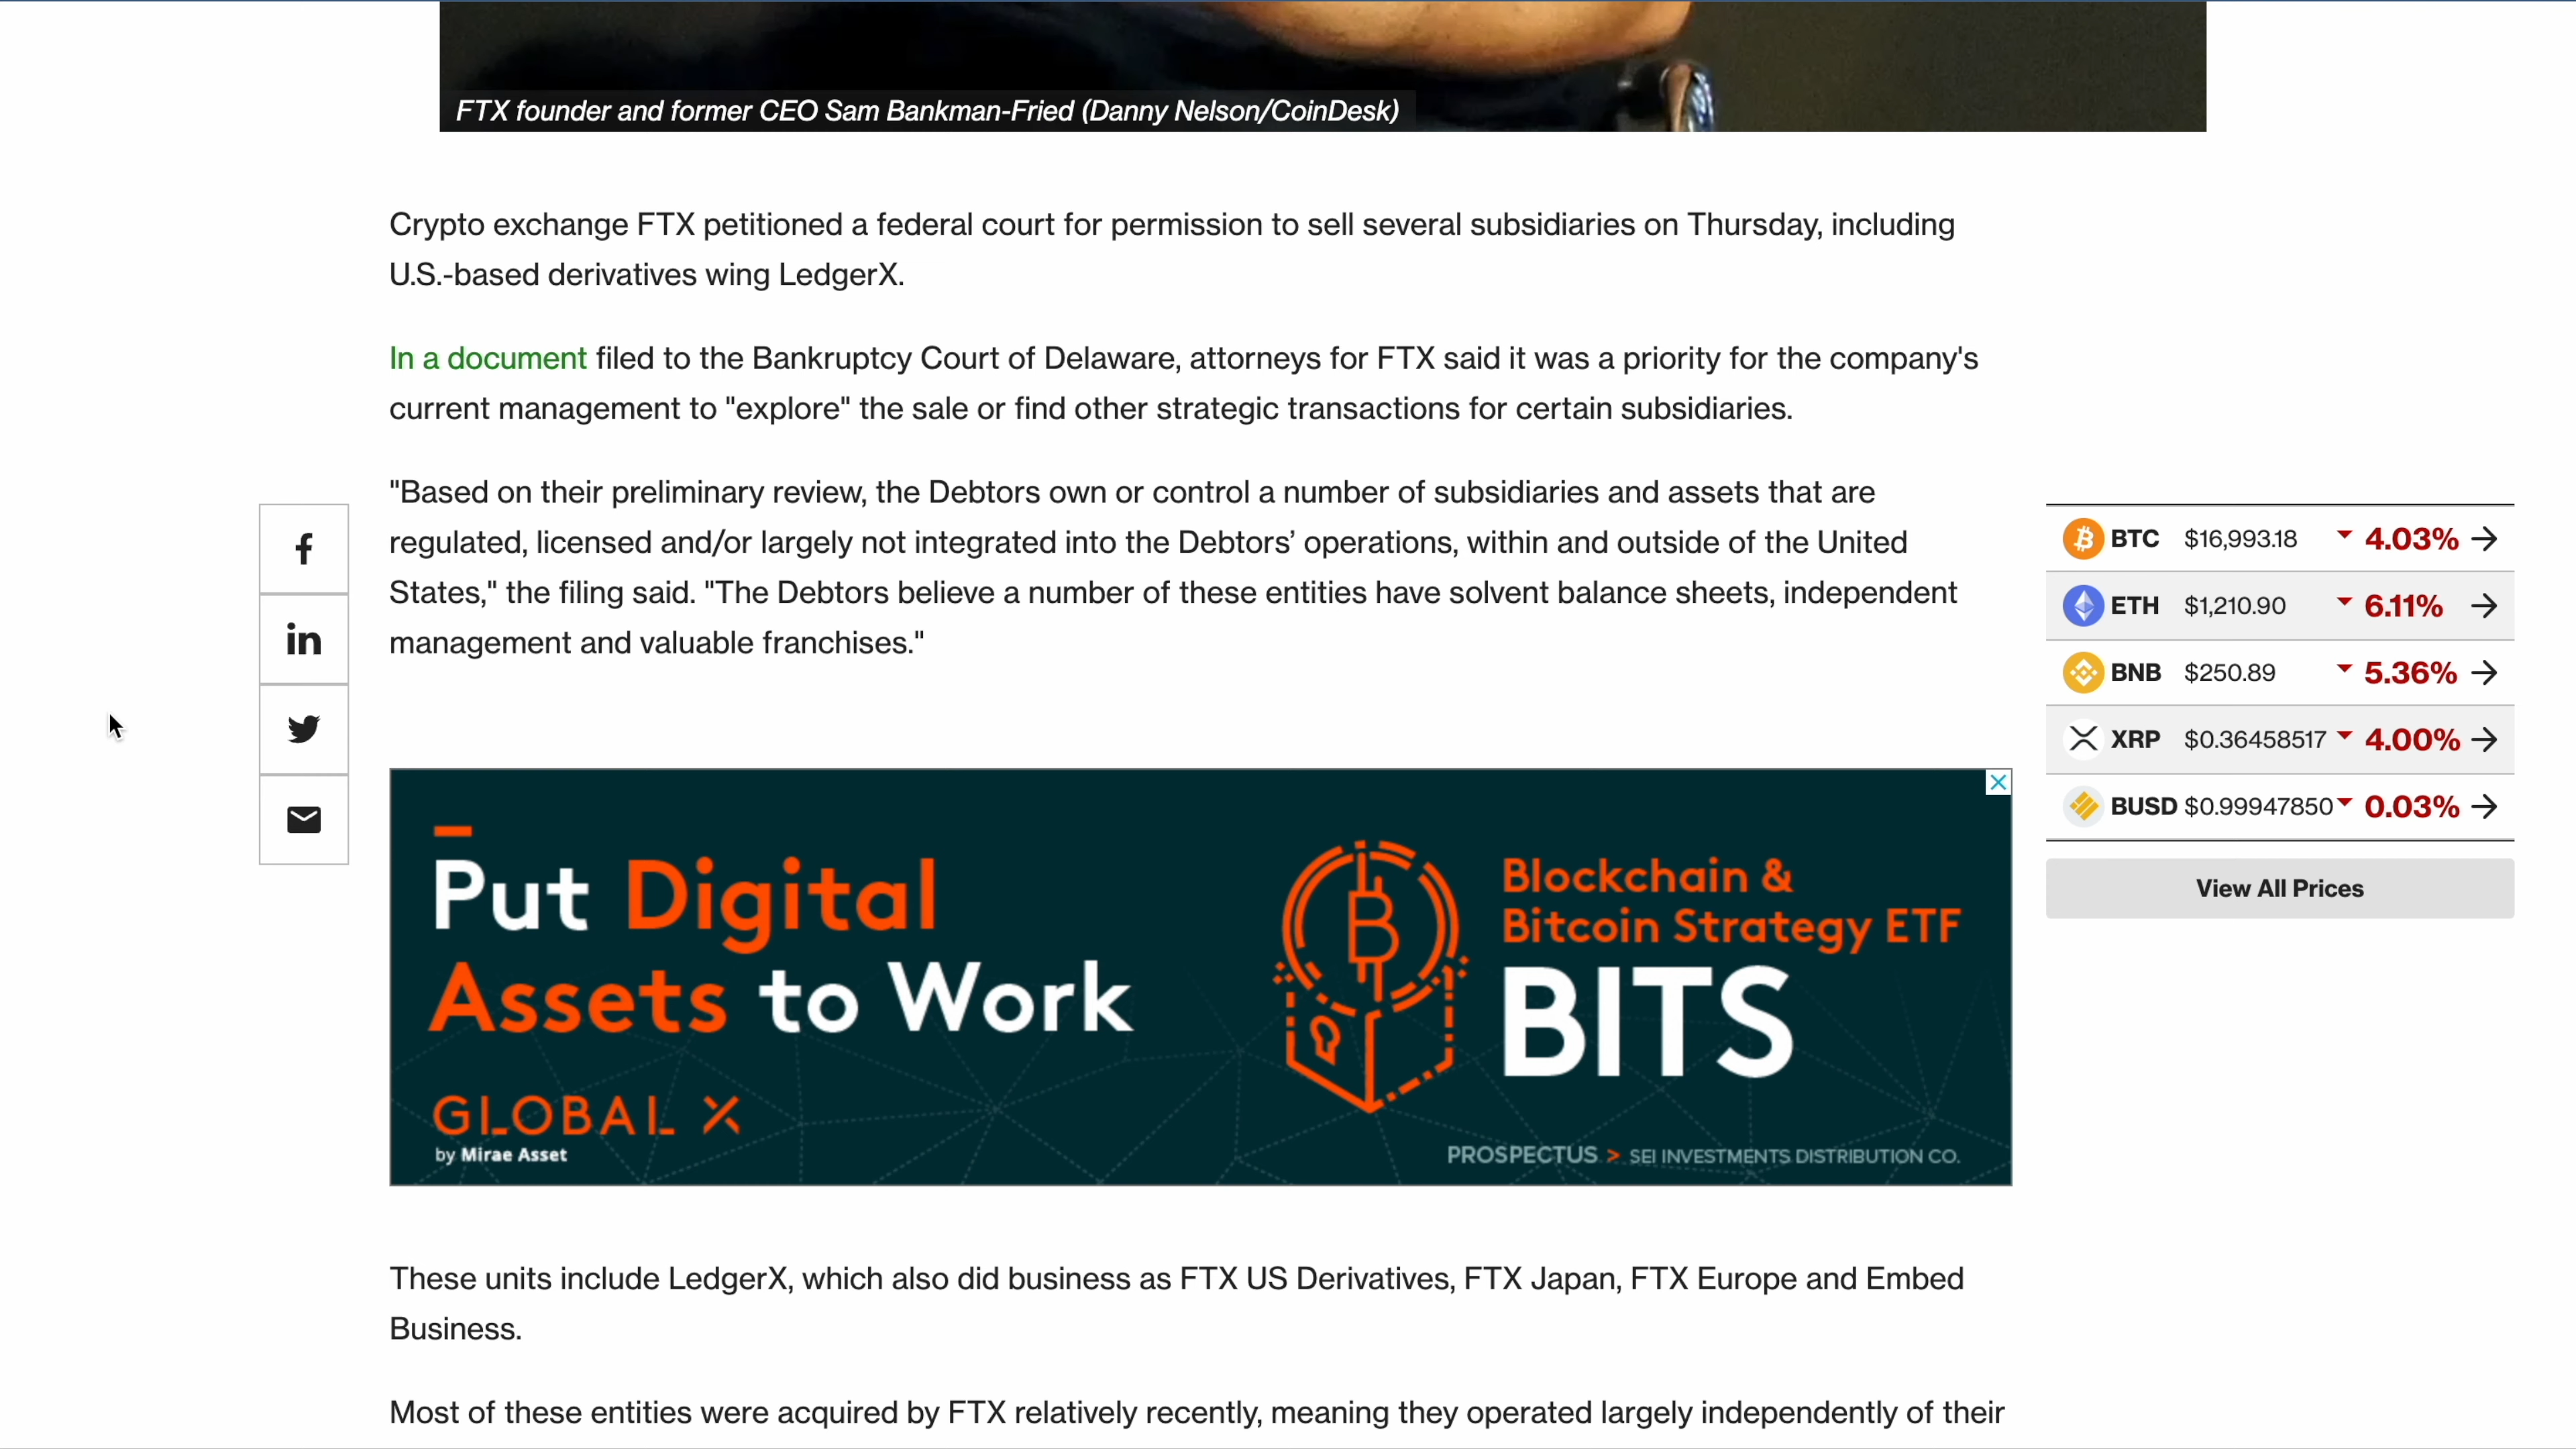 FTX founder and former CEO Sam Bankman-Fried (Danny Nelson/CoinDesk)
Crypto exchange FTX petitioned a federal court for permission to sell several subsidiaries on Thursday, including
U.S.-based derivatives wing LedgerX.
In a document filed to the Bankruptcy Court of Delaware, attorneys for FTX said it was a priority for the company's
current management to "explore" the sale or find other strategic transactions for certain subsidiaries.
"Based on their preliminary review, the Debtors own or control a number of subsidiaries and assets that are
regulated, licensed and/or largely not integrated into the Debtors’ operations, within and outside of the United
States," the filing said. "The Debtors believe a number of these entities have solvent balance sheets, independent
management and valuable franchises."
BTC $16,993.18 4.03%
ETH $1,210.90 6.11%
BNB $250.89 5.36%
XRP $0.36458517 4.00%
BUSD $0.99947850 0.03%
View All Prices
Put Digital
Assets to Work
GLOBAL X
by Mirae Asset
Blockchain &
Bitcoin Strategy ETF
BITS
PROSPECTUS > SEI INVESTMENTS DISTRIBUTION CO.
These units include LedgerX, which also did business as FTX US Derivatives, FTX Japan, FTX Europe and Embed
Business.
Most of these entities were acquired by FTX relatively recently, meaning they operated largely independently of their